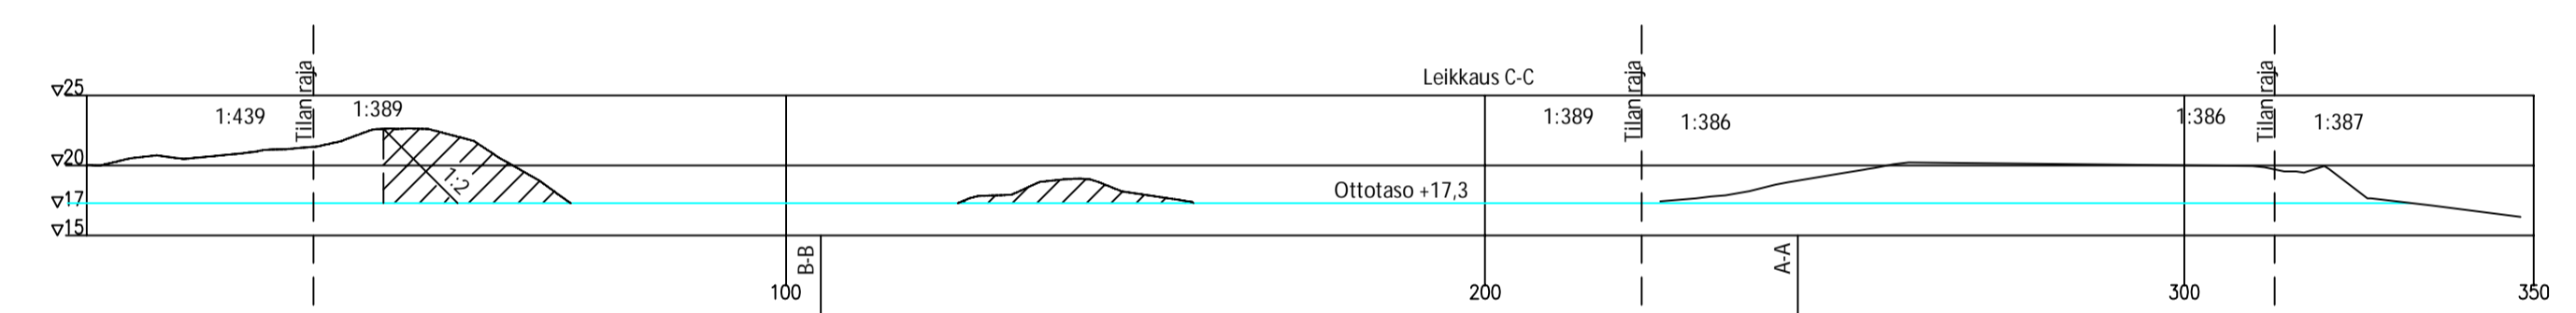 Leikkaus C-C
▽25
1:439
Tilan raja
1:389
1:389
Tilan raja
1:386
1:386
Tilan raja
1:387
▽20
1:2
▽17
Ottotaso +17,3
▽15
B-B
A-A
100
200
300
350